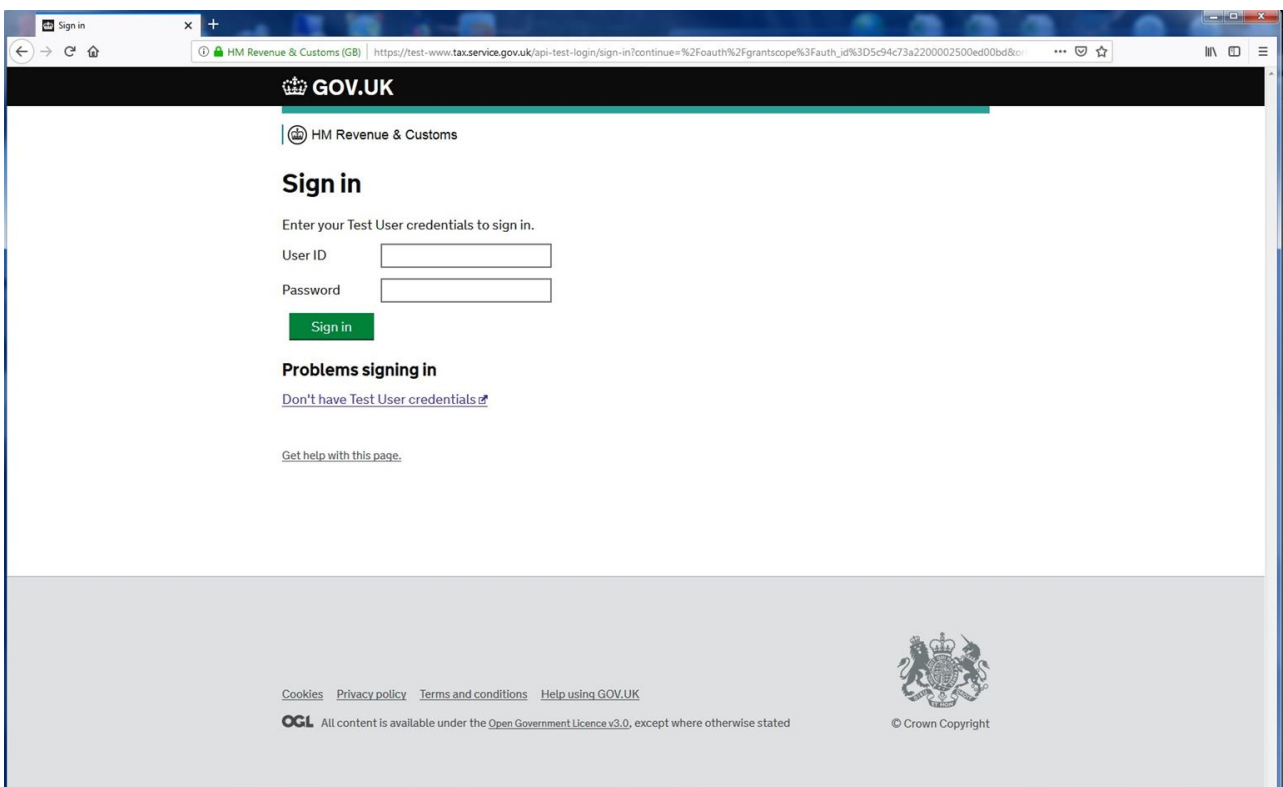 Sign in
HM Revenue & Customs (GB) https://test-www.tax.service.gov.uk/api-test-login/sign-in?continue=%2Foauth%2Fgrantscope%3Fauth_id%3D5c94c73a2200002500ed00bd&
GOV.UK
HM Revenue & Customs
Sign in
Enter your Test User credentials to sign in.
User ID
Password
Sign in
Problems signing in
Don't have Test User credentials
Get help with this page.
Cookies Privacy policy Terms and conditions Help using GOV.UK
OGL All content is available under the Open Government Licence v3.0, except where otherwise stated
© Crown Copyright